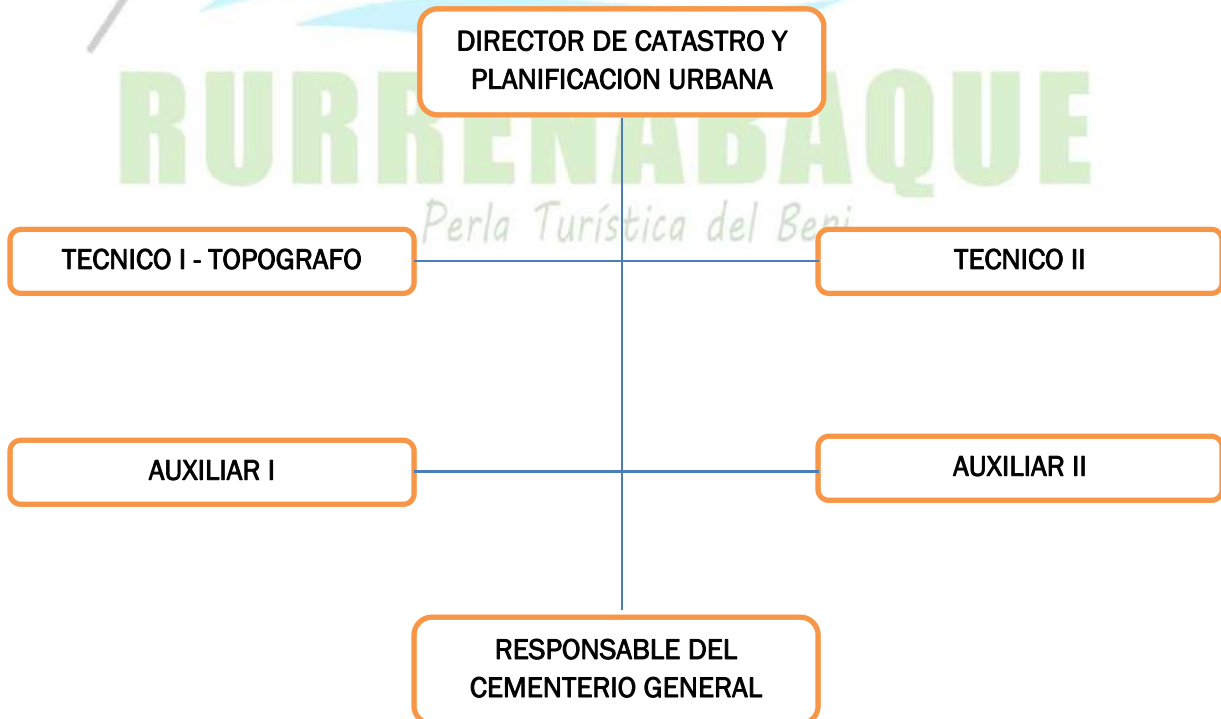 DIRECTOR DE CATASTRO Y
PLANIFICACION URBANA
RURRENABAQUE
Perla Turística del Beni
TECNICO I - TOPOGRAFO
TECNICO II
AUXILIAR I
AUXILIAR II
RESPONSABLE DEL
CEMENTERIO GENERAL